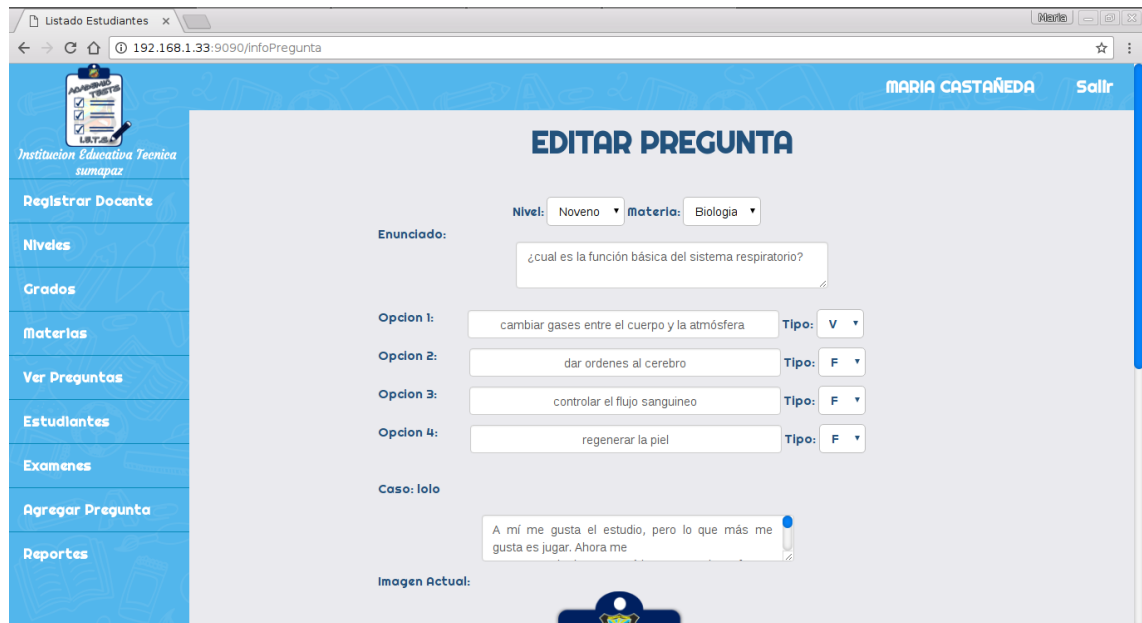 Listado Estudiantes
Maria
192.168.1.33:9090/infoPregunta
ACADEMIC
TESTS
I.S.T.S.
Institucion Educativa Tecnica
sumapaz
MARIA CASTAÑEDA Salir
Registrar Docente
Niveles
Grados
Materias
Ver Preguntas
Estudiantes
Examenes
Agregar Pregunta
Reportes
EDITAR PREGUNTA
Nivel: Noveno Materia: Biologia
Enunciado:
¿cual es la función básica del sistema respiratorio?
Opcion 1: cambiar gases entre el cuerpo y la atmósfera Tipo: V
Opcion 2: dar ordenes al cerebro Tipo: F
Opcion 3: controlar el flujo sanguineo Tipo: F
Opcion 4: regenerar la piel Tipo: F
Caso: lolo
A mí me gusta el estudio, pero lo que más me
gusta es jugar. Ahora me
Imagen Actual: